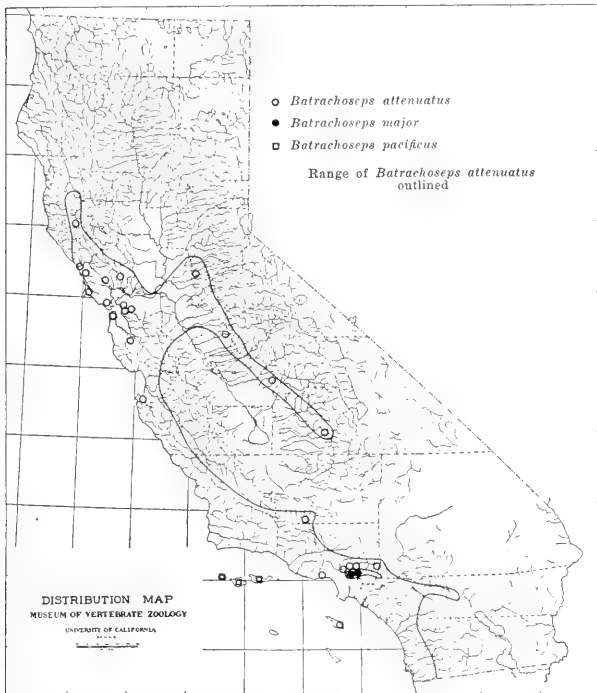 ○ Batrachoseps attenuatus
● Batrachoseps major
□ Batrachoseps pacificus
Range of Batrachoseps attenuatus
outlined
DISTRIBUTION MAP
MUSEUM OF VERTEBRATE ZOOLOGY
UNIVERSITY OF CALIFORNIA